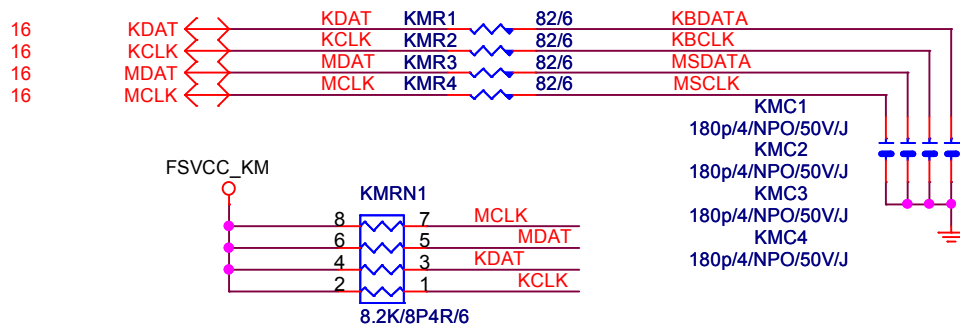 16 KDAT KDAT KMR1 82/6 KBDATA
16 KCLK KCLK KMR2 82/6 KBCLK
16 MDAT MDAT KMR3 82/6 MSDATA
16 MCLK MCLK KMR4 82/6 MSCLK
KMC1
180p/4/NPO/50V/J
KMC2
180p/4/NPO/50V/J
KMC3
180p/4/NPO/50V/J
KMC4
180p/4/NPO/50V/J
FSVCC_KM
KMRN1
8 7 MCLK
6 5 MDAT
4 3 KDAT
2 1 KCLK
8.2K/8P4R/6